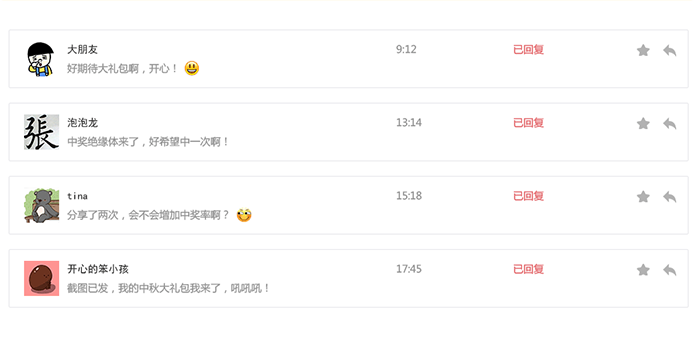 大朋友 9:12 已回复
好期待大礼包啊，开心！
張
泡泡龙 13:14 已回复
中奖绝缘体来了，好希望中一次啊！
tina 15:18 已回复
分享了两次，会不会增加中奖率啊？
开心的笨小孩 17:45 已回复
截图已发，我的中秋大礼包我来了，吼吼吼！